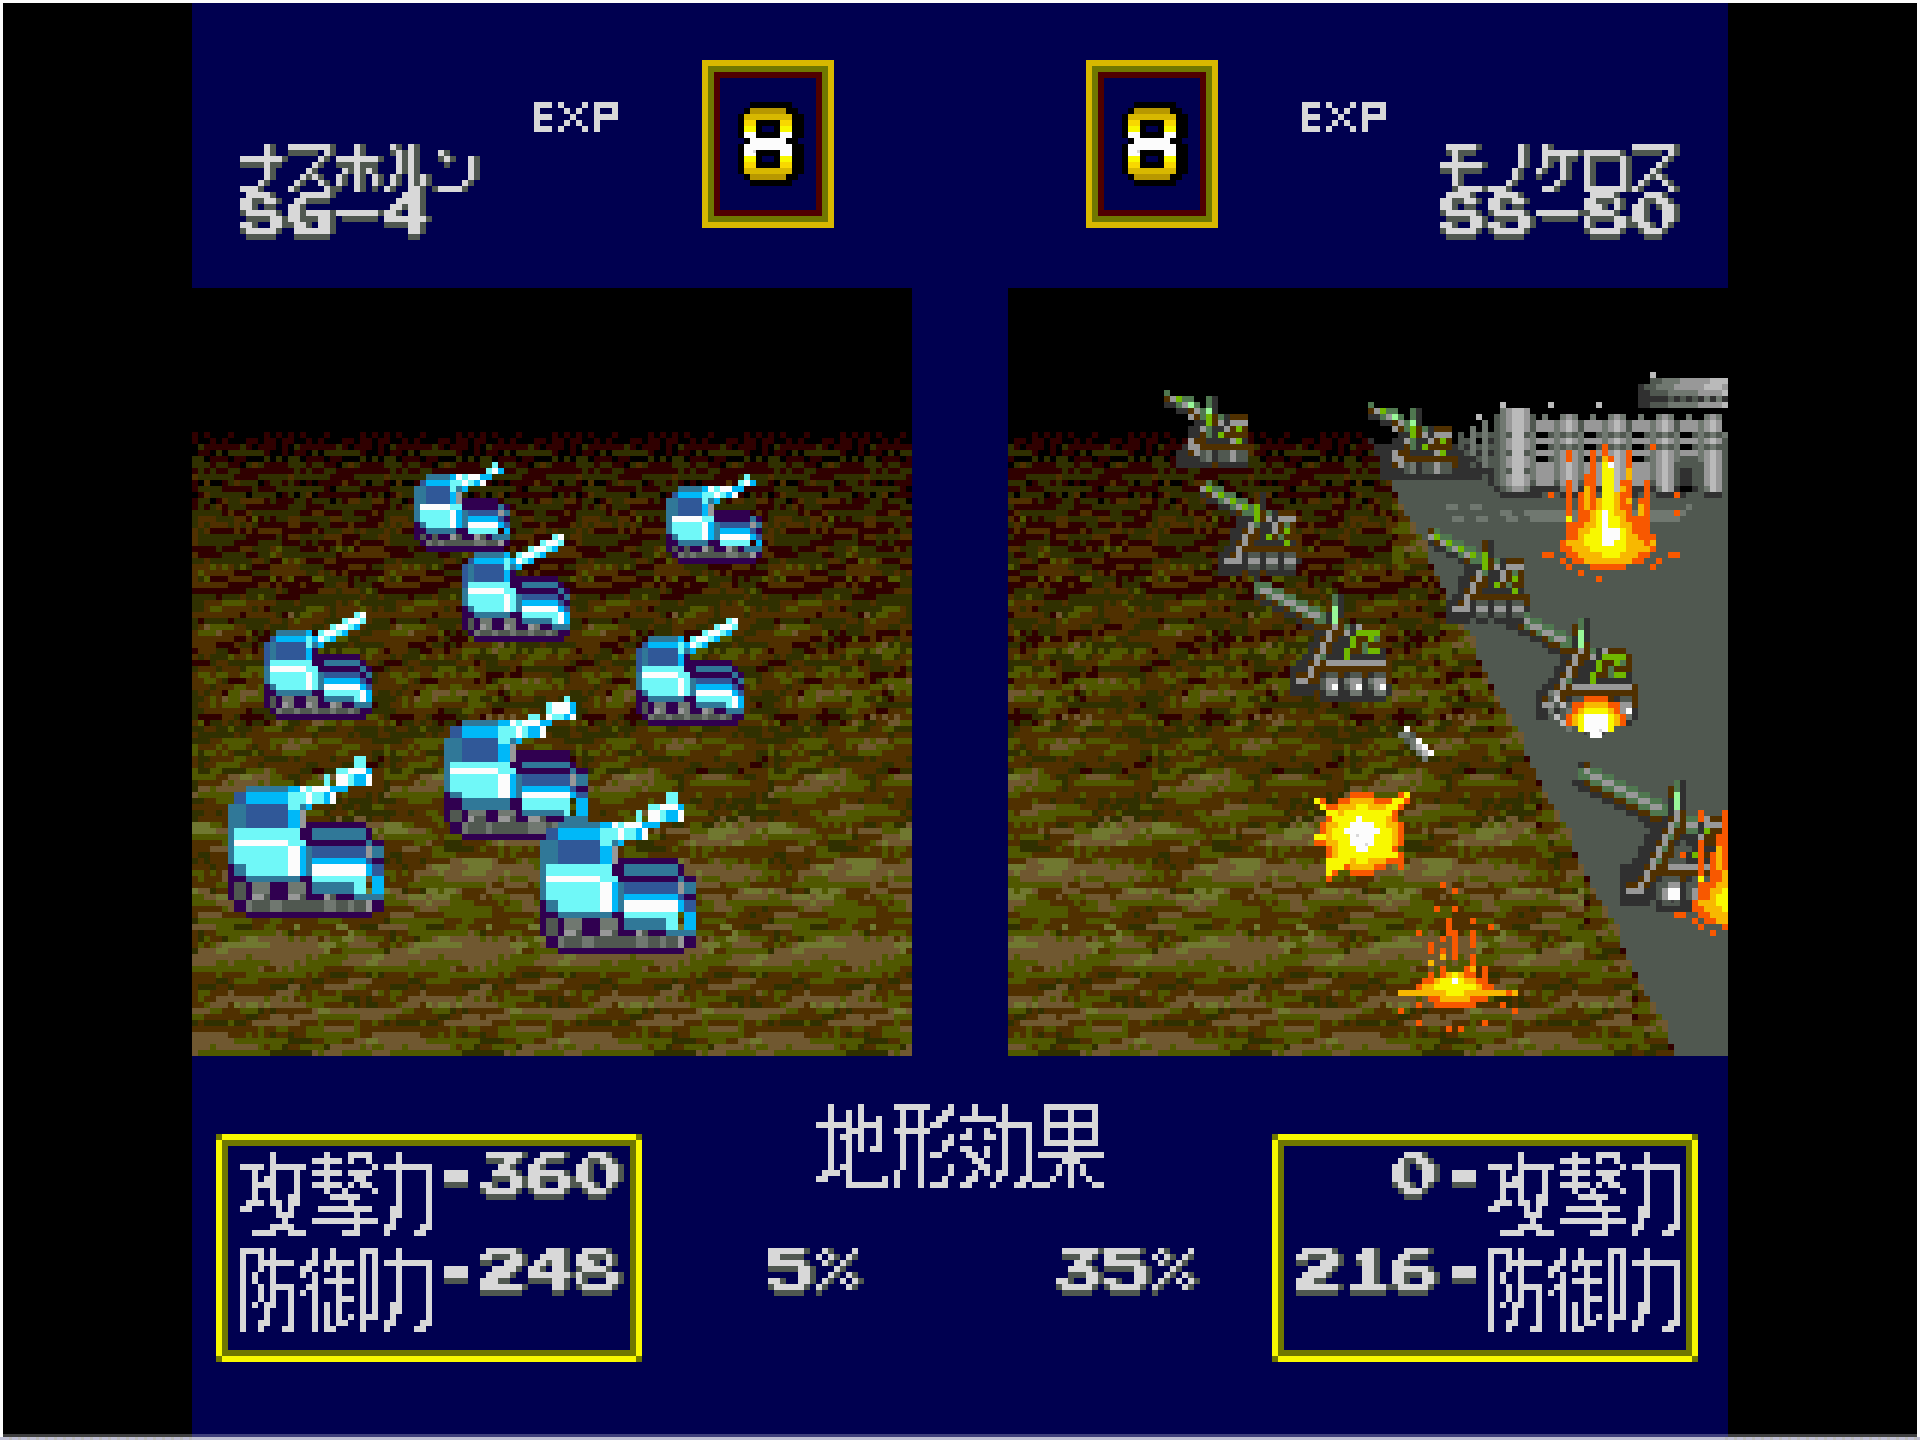 EXP 8
ナスホルン
SG-4
8 EXP
モノケロス
SS-80
地形効果
攻撃力-360
防御力-248
5% 35%
0-攻撃力
216-防御力